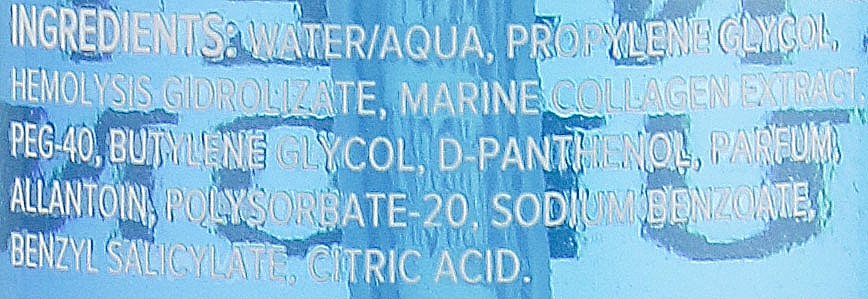 INGREDIENTS: WATER/AQUA, PROPYLENE GLYCOL,
HEMOLYSIS GIDROLIZATE, MARINE COLLAGEN EXTRACT,
PEG-40, BUTYLENE GLYCOL, D-PANTHENOL, PARFUM,
ALLANTOIN, POLYSORBATE-20, SODIUM BENZOATE,
BENZYL SALICYLATE, CITRIC ACID.